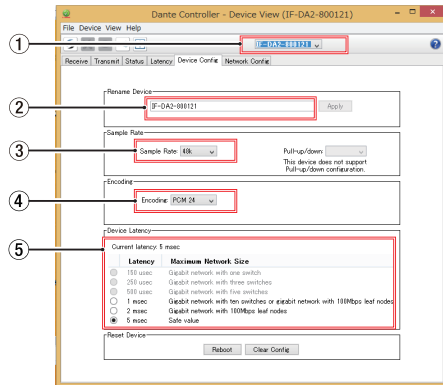 Dante Controller - Device View (IF-DA2-800121)
File Device View Help
① IF-DA2-800121
?
Receive Transmit Status Latency Device Config Network Config
Rename Device
② IF-DA2-800121 Apply
Sample Rate
③ Sample Rate: 48k Pull-up/down:
This device does not support
Pull-up/down configuration.
Encoding
④ Encoding: PCM 24
Device Latency
⑤ Current latency: 5 msec
Latency Maximum Network Size
150 usec Gigabit network with one switch
250 usec Gigabit network with three switches
500 usec Gigabit network with five switches
1 msec Gigabit network with ten switches or gigabit network with 100Mbps leaf nodes
2 msec Gigabit network with 100Mbps leaf nodes
5 msec Safe value
Reset Device
Reboot Clear Config